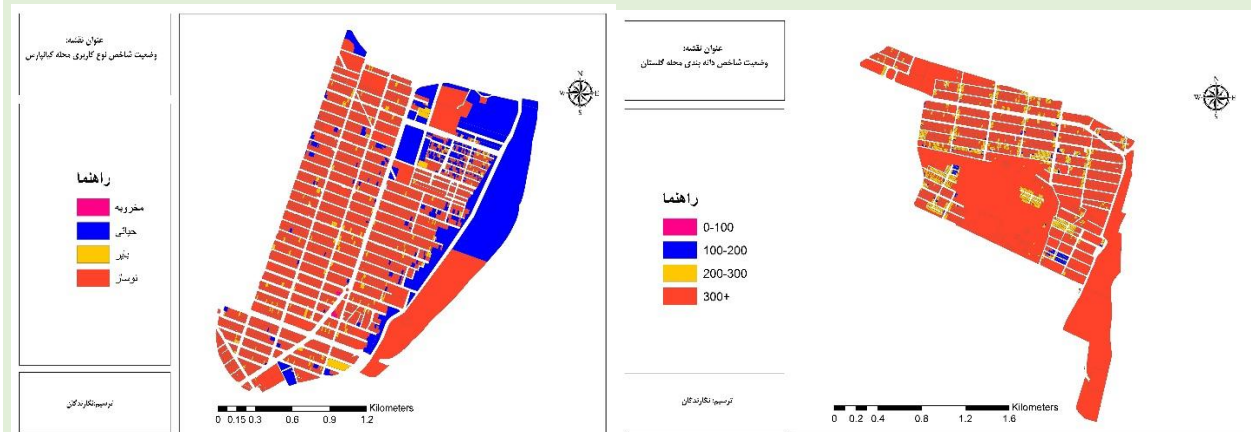 عنوان نقشه:
وضعیت شاخص نوع کاربری محله کیانپارس
N
W E
S
راهنما
مخروبه
حیاتی
بایر
نوساز
ترسیم:نگارندگان
Kilometers
0 0.15 0.3 0.6 0.9 1.2
عنوان نقشه:
وضعیت شاخص دانه بندی محله گلستان
N
W E
S
راهنما
0-100
100-200
200-300
300+
ترسیم: نگارندگان
Kilometers
0 0.2 0.4 0.8 1.2 1.6